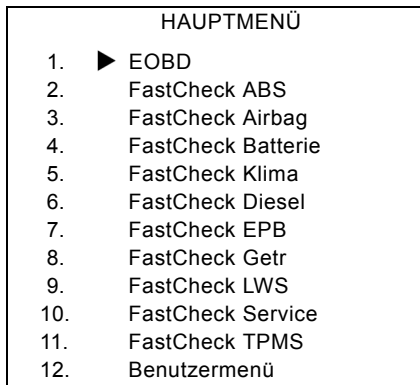 HAUPTMENÜ
1. ▶ EOBD
2. FastCheck ABS
3. FastCheck Airbag
4. FastCheck Batterie
5. FastCheck Klima
6. FastCheck Diesel
7. FastCheck EPB
8. FastCheck Getr
9. FastCheck LWS
10. FastCheck Service
11. FastCheck TPMS
12. Benutzermenü